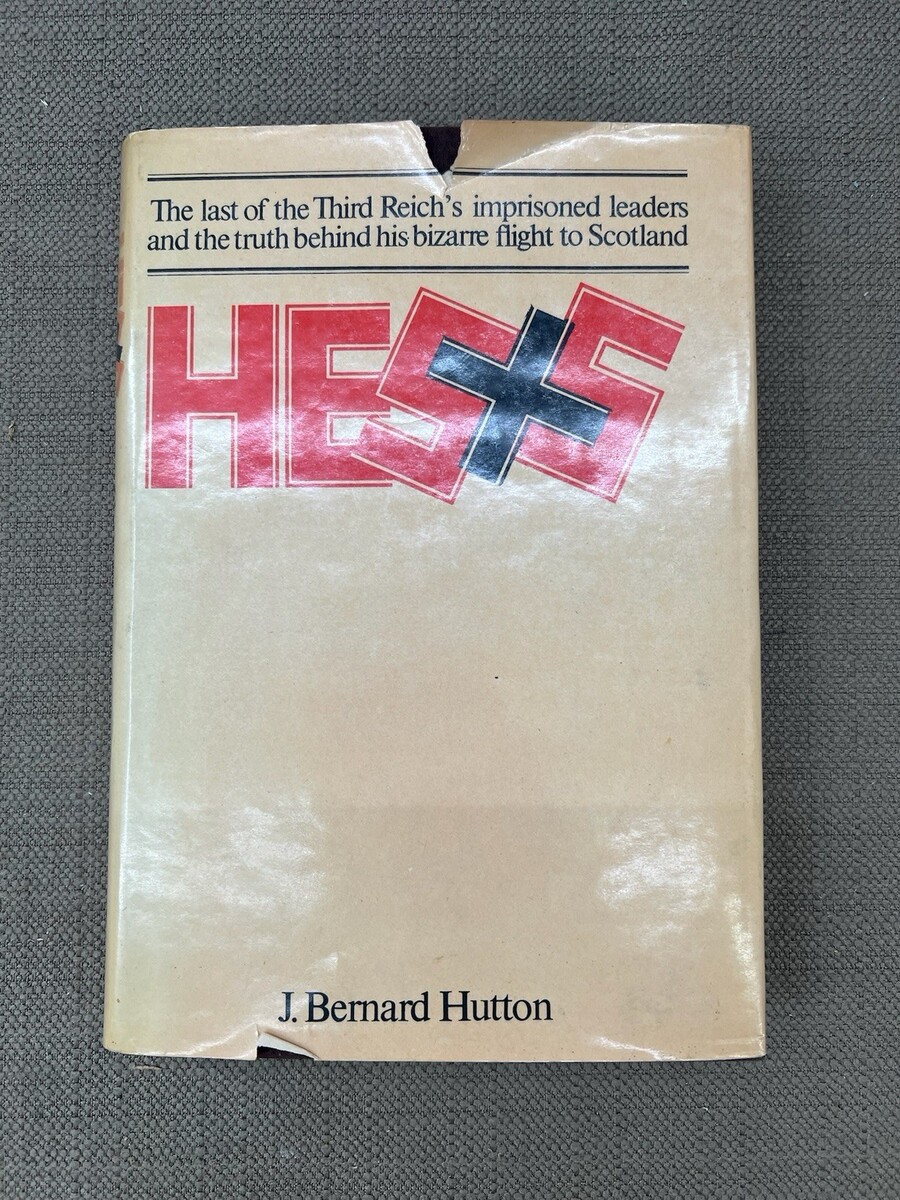 The last of the Third Reich's imprisoned leaders
and the truth behind his bizarre flight to Scotland
HESS
J. Bernard Hutton